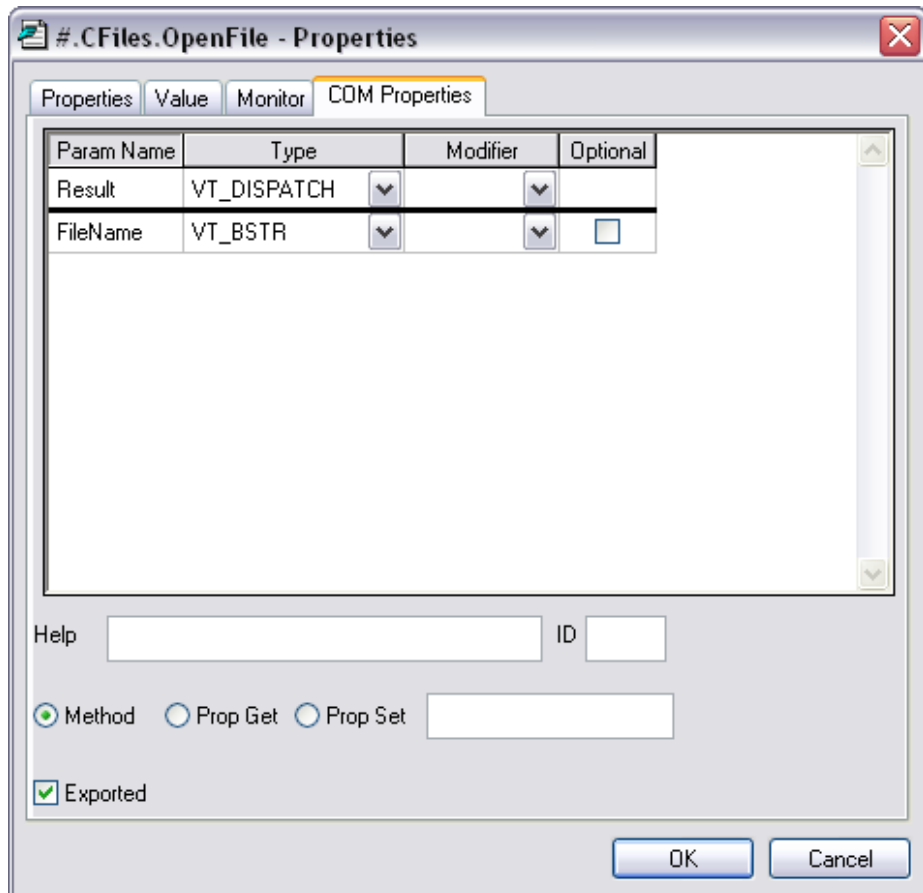 #.CFiles.OpenFile - Properties
Properties Value Monitor COM Properties
Param Name Type Modifier Optional
Result VT_DISPATCH
FileName VT_BSTR
Help ID
Method Prop Get Prop Set
Exported
OK Cancel